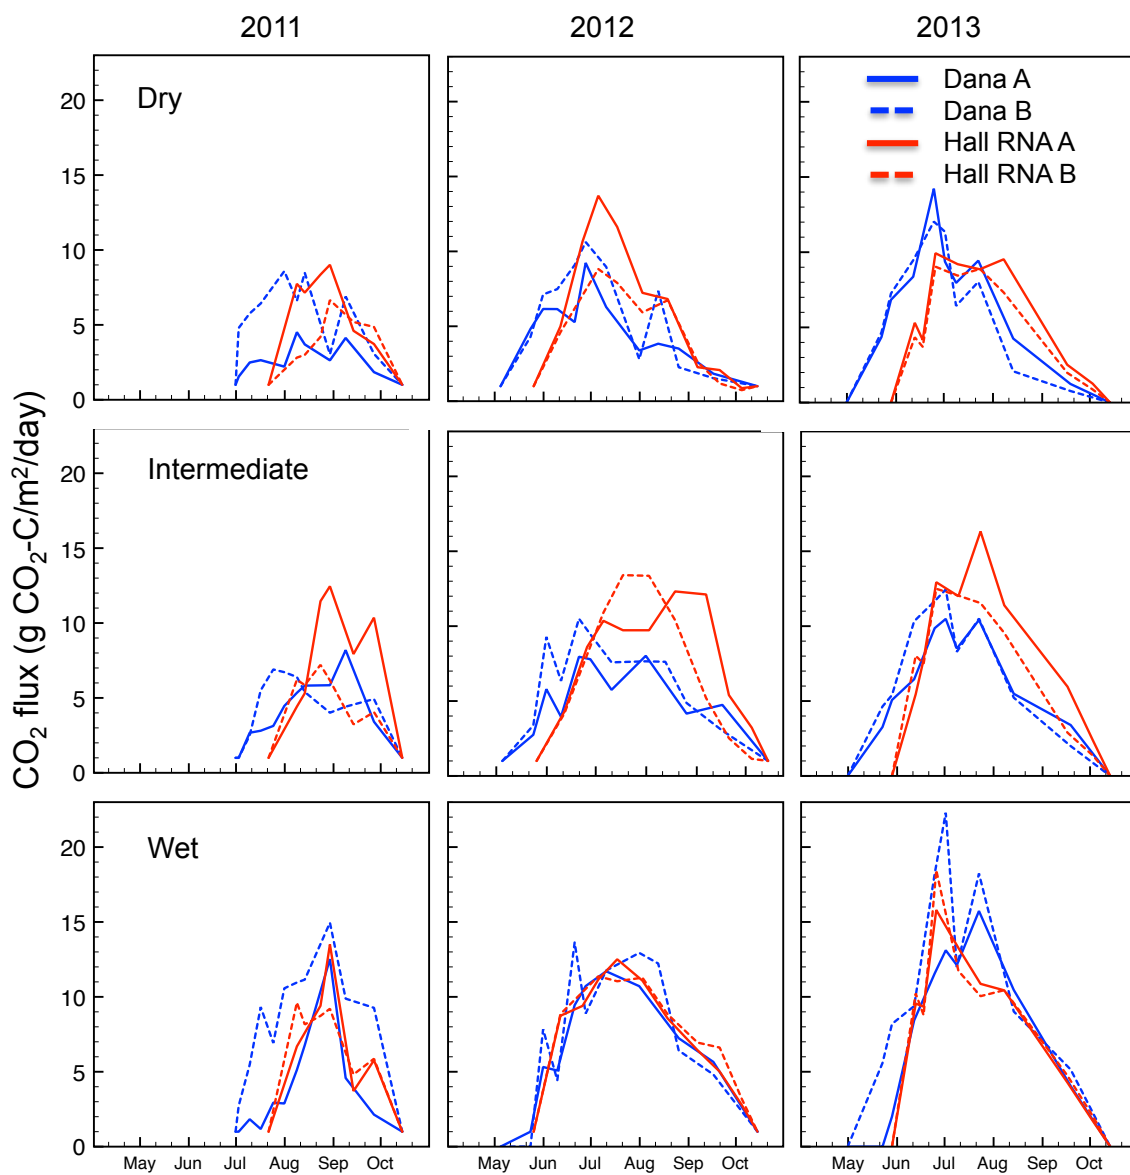 2011 2012 2013
Dry
Dana A
Dana B
Hall RNA A
Hall RNA B
20
15
10
5
0
CO₂ flux (g CO₂-C/m²/day)
Intermediate
20
15
10
5
0
Wet
20
15
10
5
0
May Jun Jul Aug Sep Oct May Jun Jul Aug Sep Oct May Jun Jul Aug Sep Oct